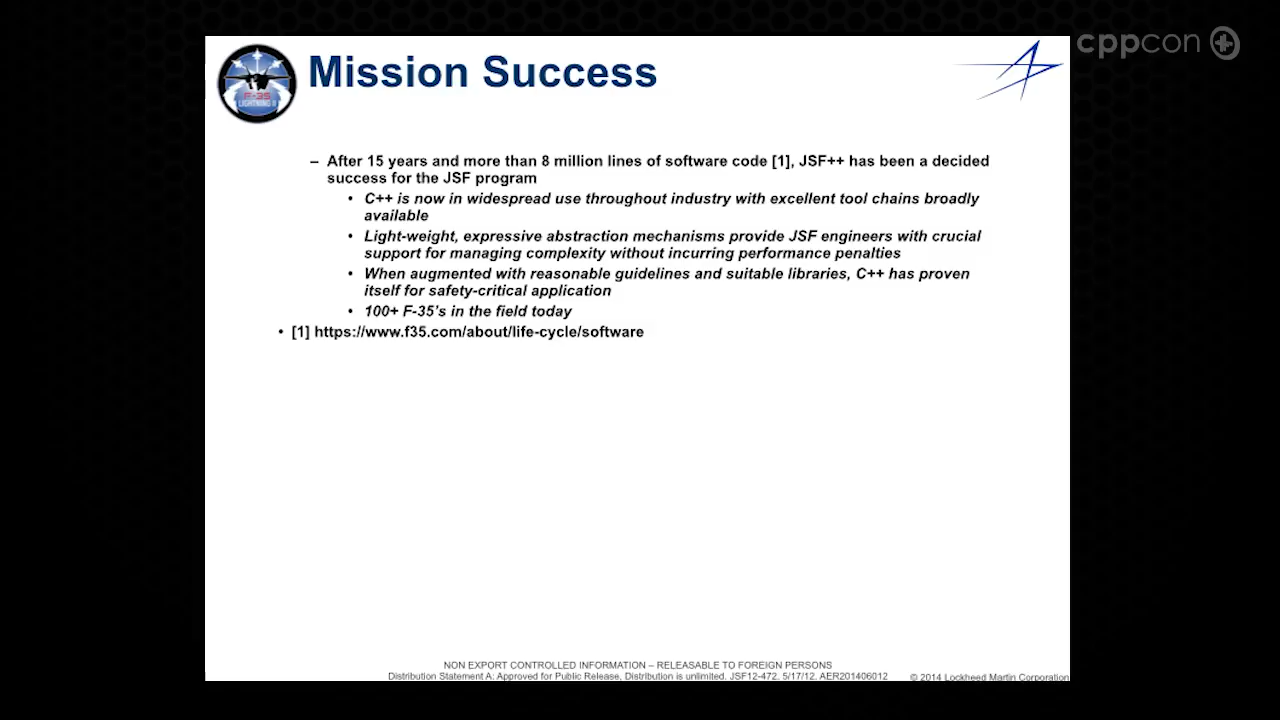 cppcon
F-35
LIGHTNING II
Mission Success
– After 15 years and more than 8 million lines of software code [1], JSF++ has been a decided
success for the JSF program
• C++ is now in widespread use throughout industry with excellent tool chains broadly
available
• Light-weight, expressive abstraction mechanisms provide JSF engineers with crucial
support for managing complexity without incurring performance penalties
• When augmented with reasonable guidelines and suitable libraries, C++ has proven
itself for safety-critical application
• 100+ F-35’s in the field today
• [1] https://www.f35.com/about/life-cycle/software
NON EXPORT CONTROLLED INFORMATION – RELEASABLE TO FOREIGN PERSONS
Distribution Statement A: Approved for Public Release, Distribution is unlimited. JSF12-472. 5/17/12. AER201406012
© 2014 Lockheed Martin Corporation